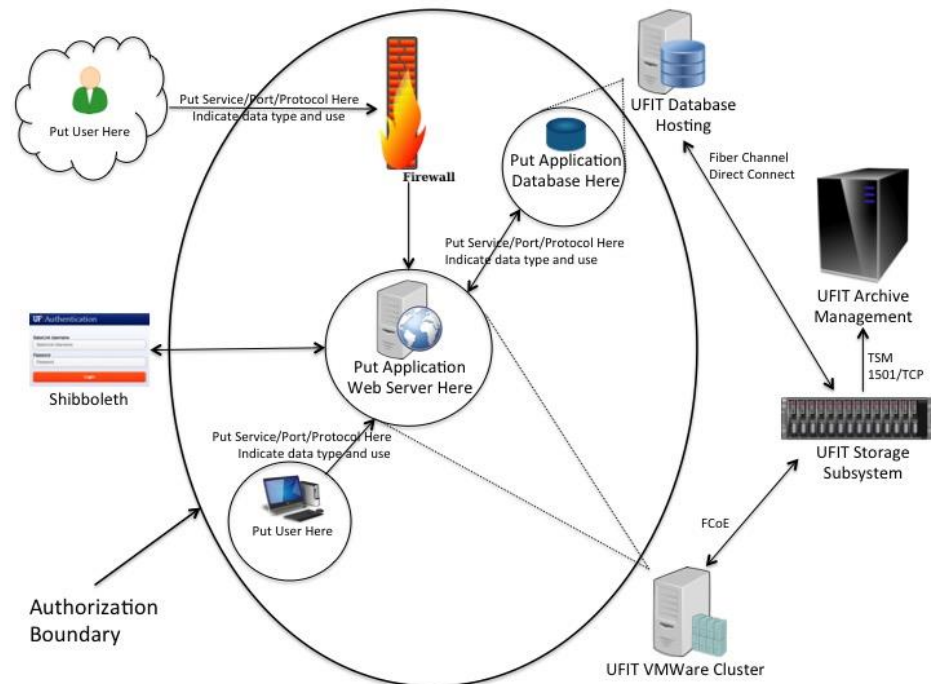 Put User Here
Put Service/Port/Protocol Here
Indicate data type and use
Firewall
UFIT Database
Hosting
Put Application
Database Here
Fiber Channel
Direct Connect
Put Service/Port/Protocol Here
Indicate data type and use
UFIT Archive
Management
UF Authentication
Password
Login
Shibboleth
Put Application
Web Server Here
TSM
1501/TCP
UFIT Storage
Subsystem
Put Service/Port/Protocol Here
Indicate data type and use
Put User Here
FCoE
Authorization
Boundary
UFIT VMWare Cluster